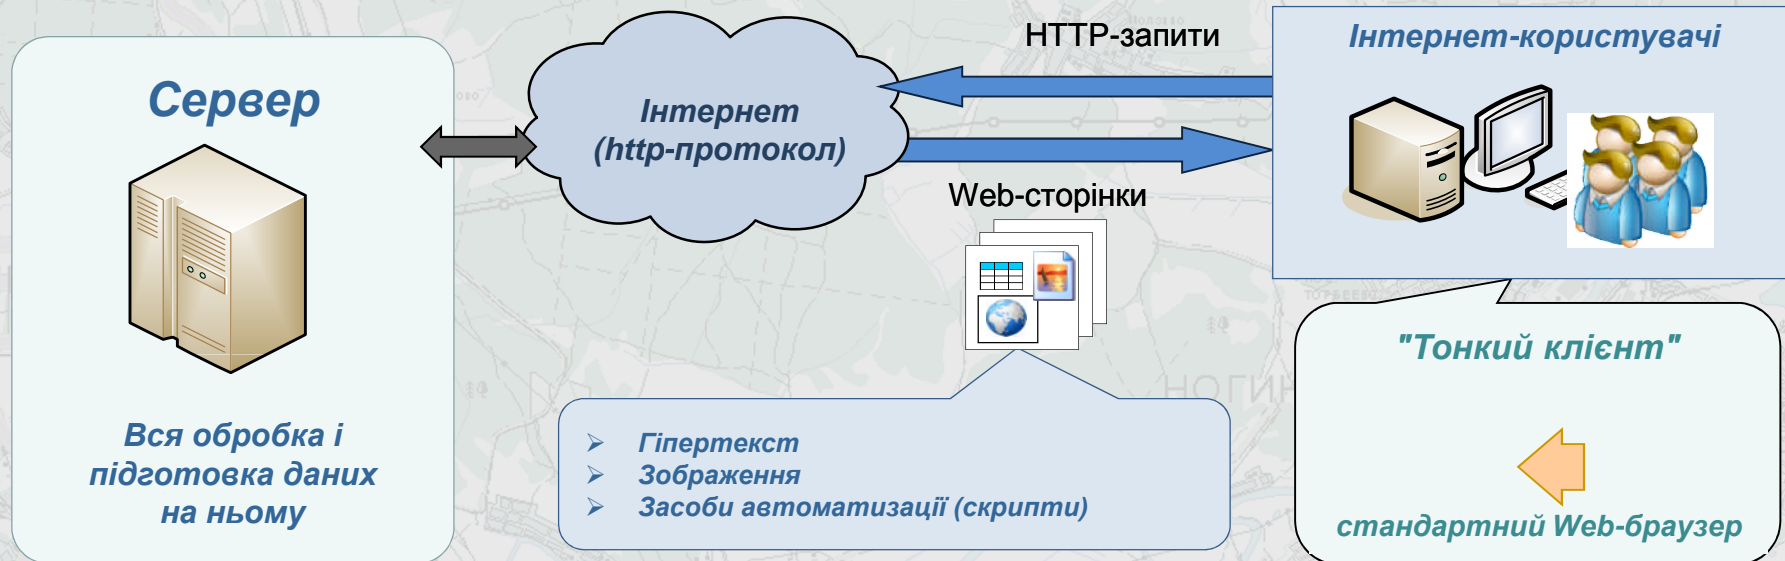 Сервер
Вся обробка і
підготовка даних
на ньому
Інтернет
(http-протокол)
HTTP-запити
Web-сторінки
Гіпертекст
Зображення
Засоби автоматизації (скрипти)
Інтернет-користувачі
"Тонкий клієнт"
стандартний Web-браузер